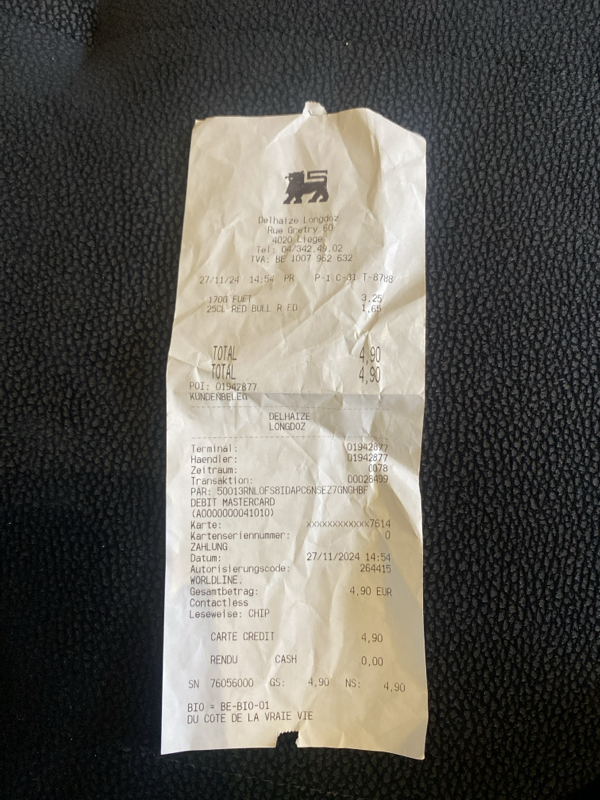 Delhaize Longdoz
Rue Gretry 60
4020 Liege
Tel: 04/342.49.02
TVA: BE 1007 962 632
27/11/24 14:54 PR P-1 C-31 T-8788
170G FUET 3,25
25CL RED BULL R ED 1,65
TOTAL 4,90
TOTAL 4,90
POI: 01942877
KUNDENBELEG
DELHAIZE
LONGDOZ
Terminal: 01942877
Haendler: 01942877
Zeitraum: 0078
Transaktion: 00028499
PAR: 50013RNLOFS8IDAPC6NSEZ7GNGHBF
DEBIT MASTERCARD
(A0000000041010)
Karte: xxxxxxxxxxxx7614
Kartenseriennummer: 0
ZAHLUNG
Datum: 27/11/2024 14:54
Autorisierungscode: 264415
WORLDLINE.
Gesamtbetrag: 4,90 EUR
Contactless
Leseweise: CHIP
CARTE CREDIT 4,90
RENDU CASH 0,00
SN 76056000 GS: 4,90 NS: 4,90
BIO = BE-BIO-01
DU COTE DE LA VRAIE VIE